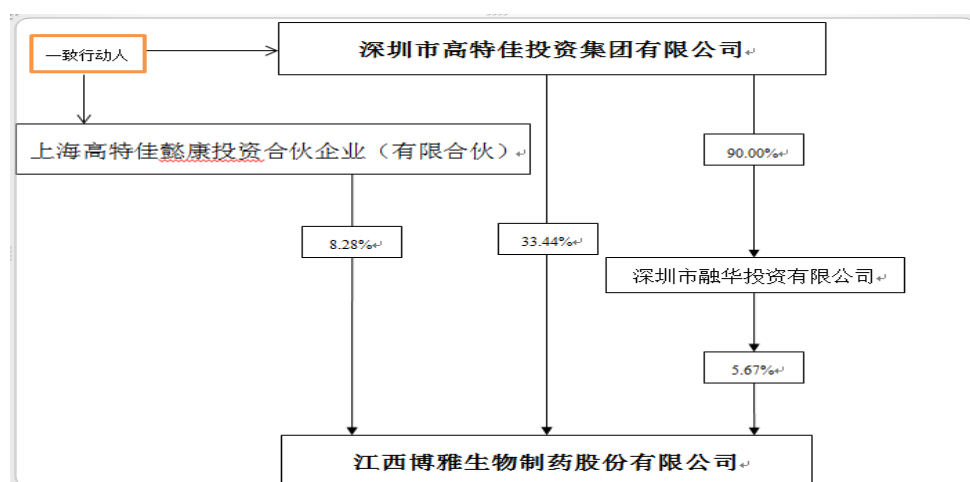 一致行动人
深圳市高特佳投资集团有限公司
上海高特佳懿康投资合伙企业（有限合伙）
90.00%
8.28%
33.44%
深圳市融华投资有限公司
5.67%
江西博雅生物制药股份有限公司